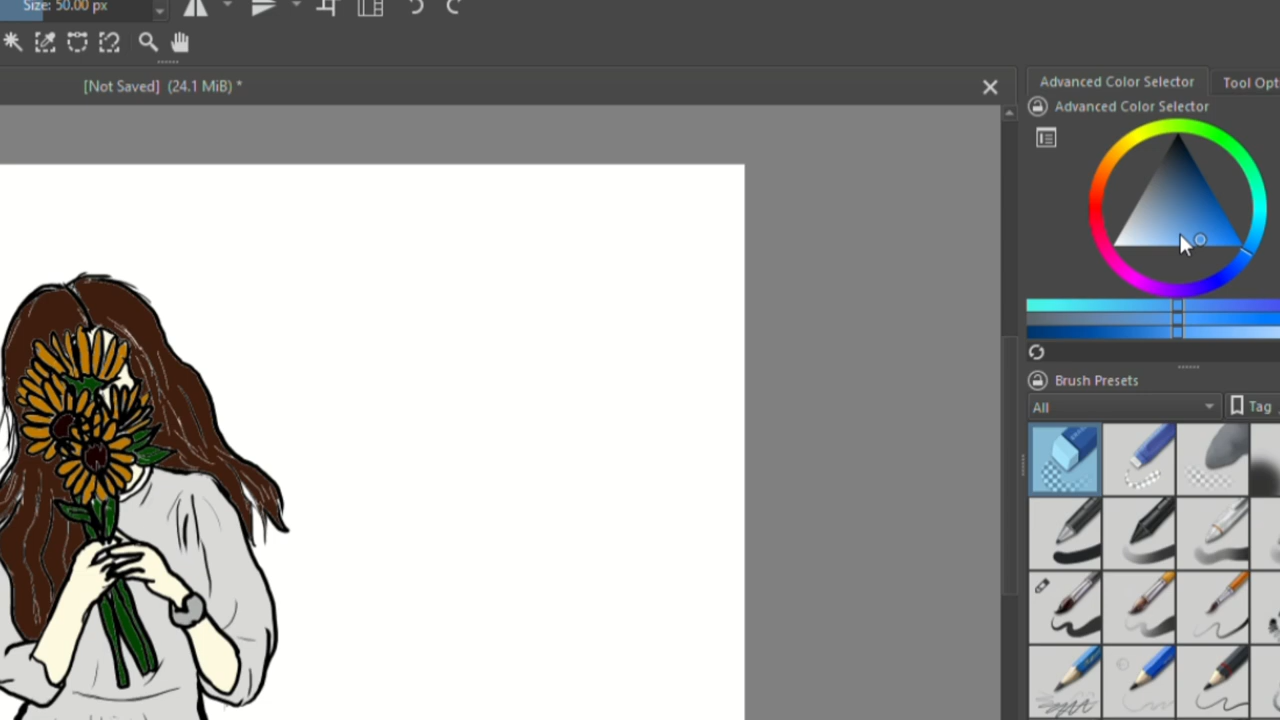 Size: 50.00 px
[Not Saved] (24.1 MiB) *
Advanced Color Selector
Tool Opt
Advanced Color Selector
Brush Presets
All
Tag